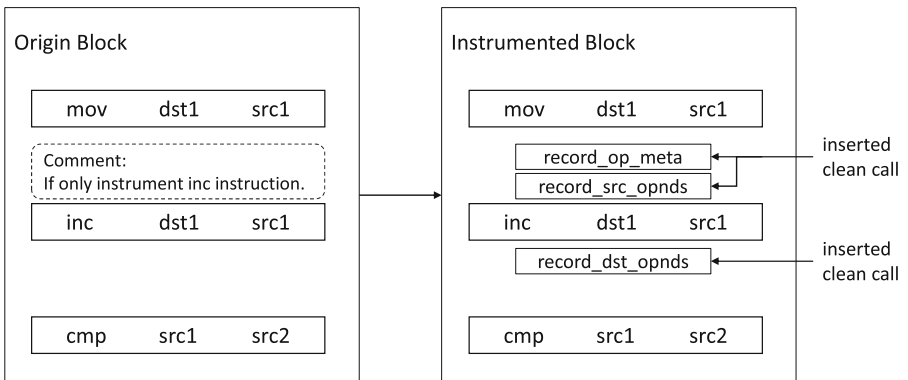 Origin Block
mov dst1 src1
Comment:
If only instrument inc instruction.
inc dst1 src1
cmp src1 src2
Instrumented Block
mov dst1 src1
record_op_meta
record_src_opnds
inc dst1 src1
record_dst_opnds
cmp src1 src2
inserted
clean call
inserted
clean call